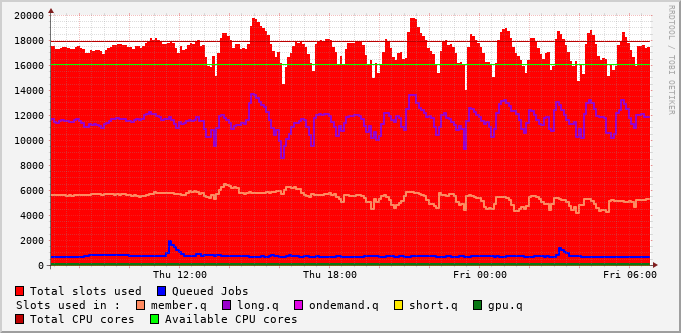 20000
18000
16000
14000
12000
10000
8000
6000
4000
2000
0
Thu 12:00 Thu 18:00 Fri 00:00 Fri 06:00
RRDTOOL / TOBI OETIKER
Total slots used Queued Jobs
Slots used in : member.q long.q ondemand.q short.q gpu.q
Total CPU cores Available CPU cores